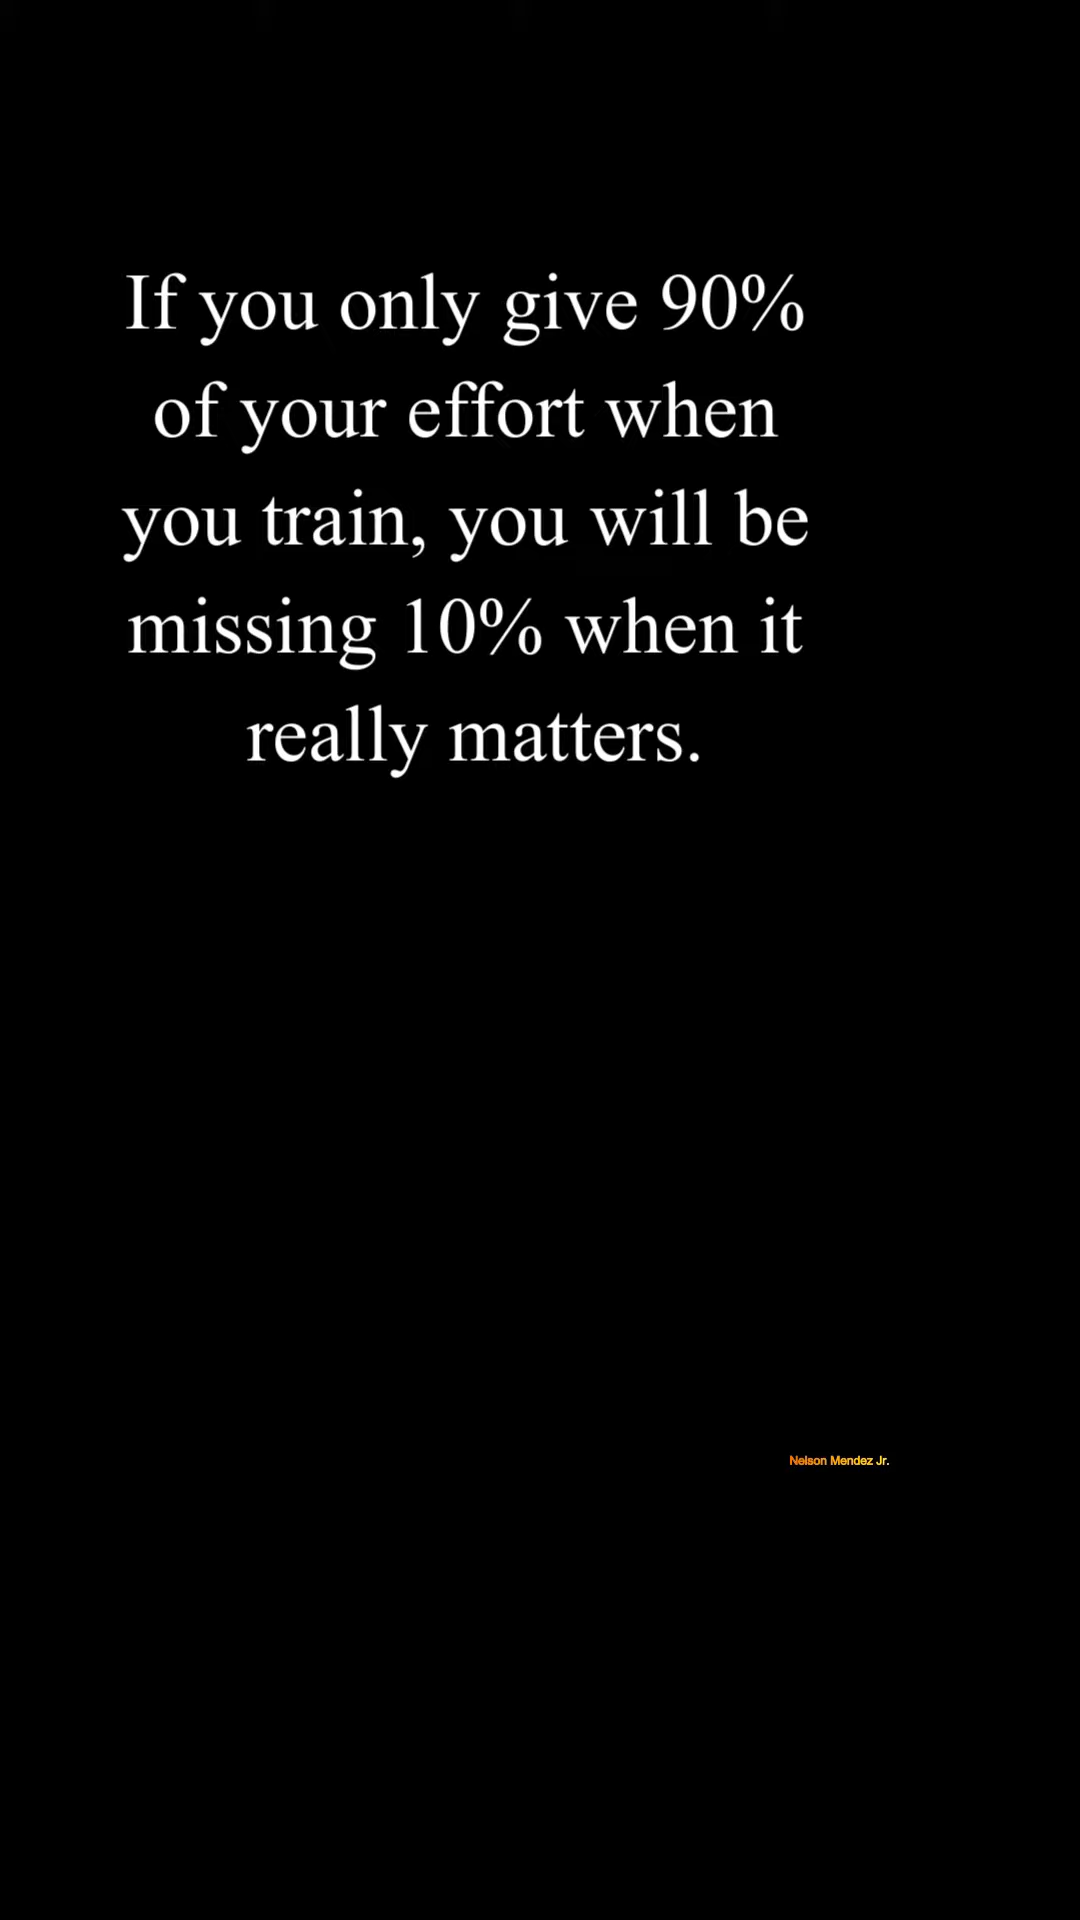 If you only give 90%
of your effort when
you train, you will be
missing 10% when it
really matters.
Nelson Mendez Jr.